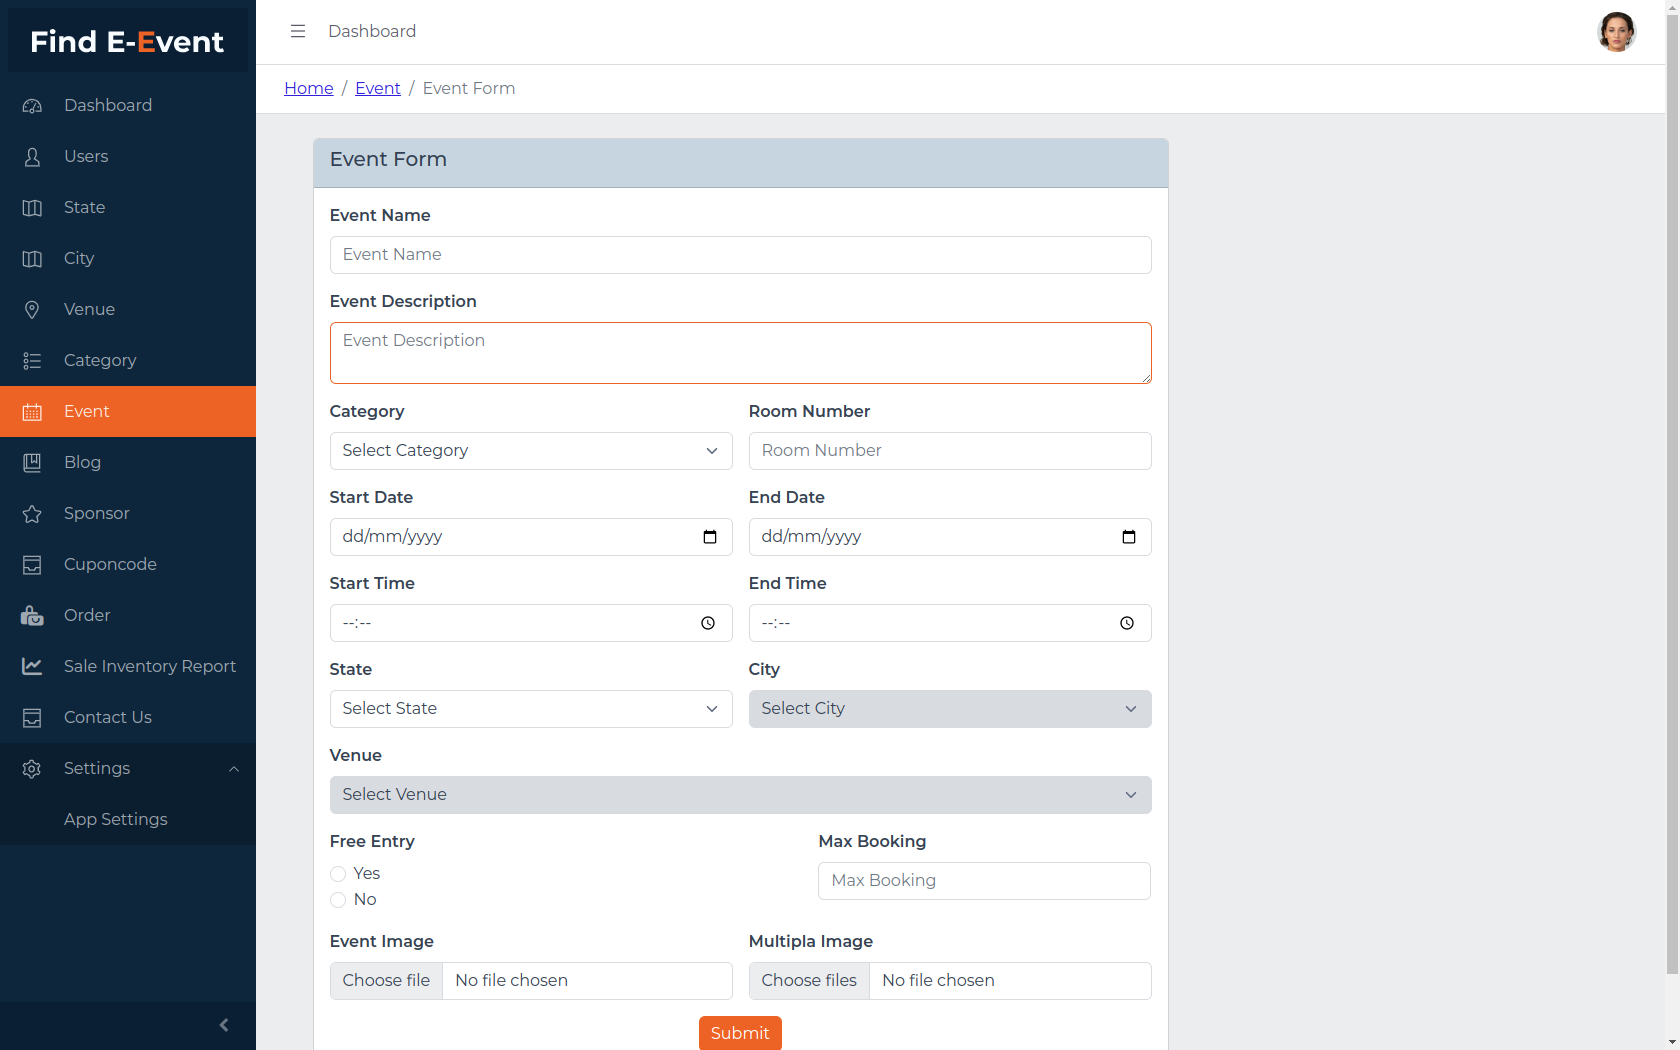 Find E-Event
Dashboard
Users
State
City
Venue
Category
Event
Blog
Sponsor
Cuponcode
Order
Sale Inventory Report
Contact Us
Settings
App Settings
Dashboard
Home / Event / Event Form
Event Form
Event Name
Event Name
Event Description
Event Description
Category
Room Number
Select Category
Room Number
Start Date
End Date
dd/mm/yyyy
dd/mm/yyyy
Start Time
End Time
--:--
--:--
State
City
Select State
Select City
Venue
Select Venue
Free Entry
Max Booking
Yes
No
Max Booking
Event Image
Multipla Image
Choose file No file chosen
Choose files No file chosen
Submit